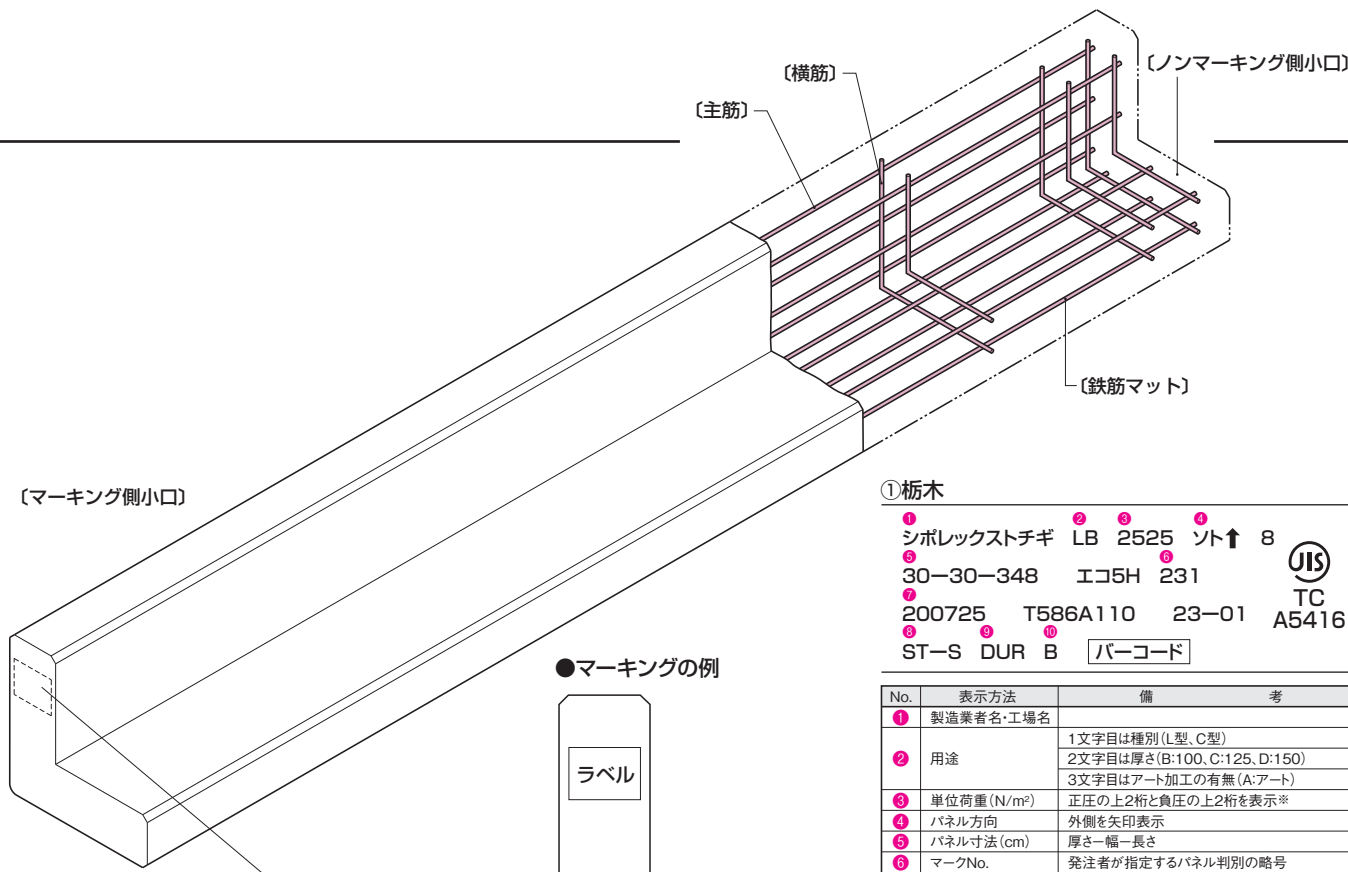 〔横筋〕
〔ノンマーキング側小口〕
〔主筋〕
〔鉄筋マット〕
〔マーキング側小口〕
●マーキングの例
ラベル
①栃木
❶ ❷ ❸ ❹
シポレックストチギ LB 2525 ソト⬆ 8
❺ ❻
30−30−348 エコ5H 231
JIS
❼
200725 T586A110 23−01
TC
A5416
❽ ❾ ❿
ST−S DUR B バーコード
No. 表示方法 備考
❶ 製造業者名・工場名
❷ 用途 1文字目は種別(L型、C型)
2文字目は厚さ(B:100、C:125、D:150)
3文字目はアート加工の有無(A:アート)
❸ 単位荷重(N/m²) 正圧の上2桁と負圧の上2桁を表示※
❹ パネル方向 外側を矢印表示
❺ パネル寸法(cm) 厚さ−幅−長さ
❻ マークNo. 発注者が指定するパネル判別の略号